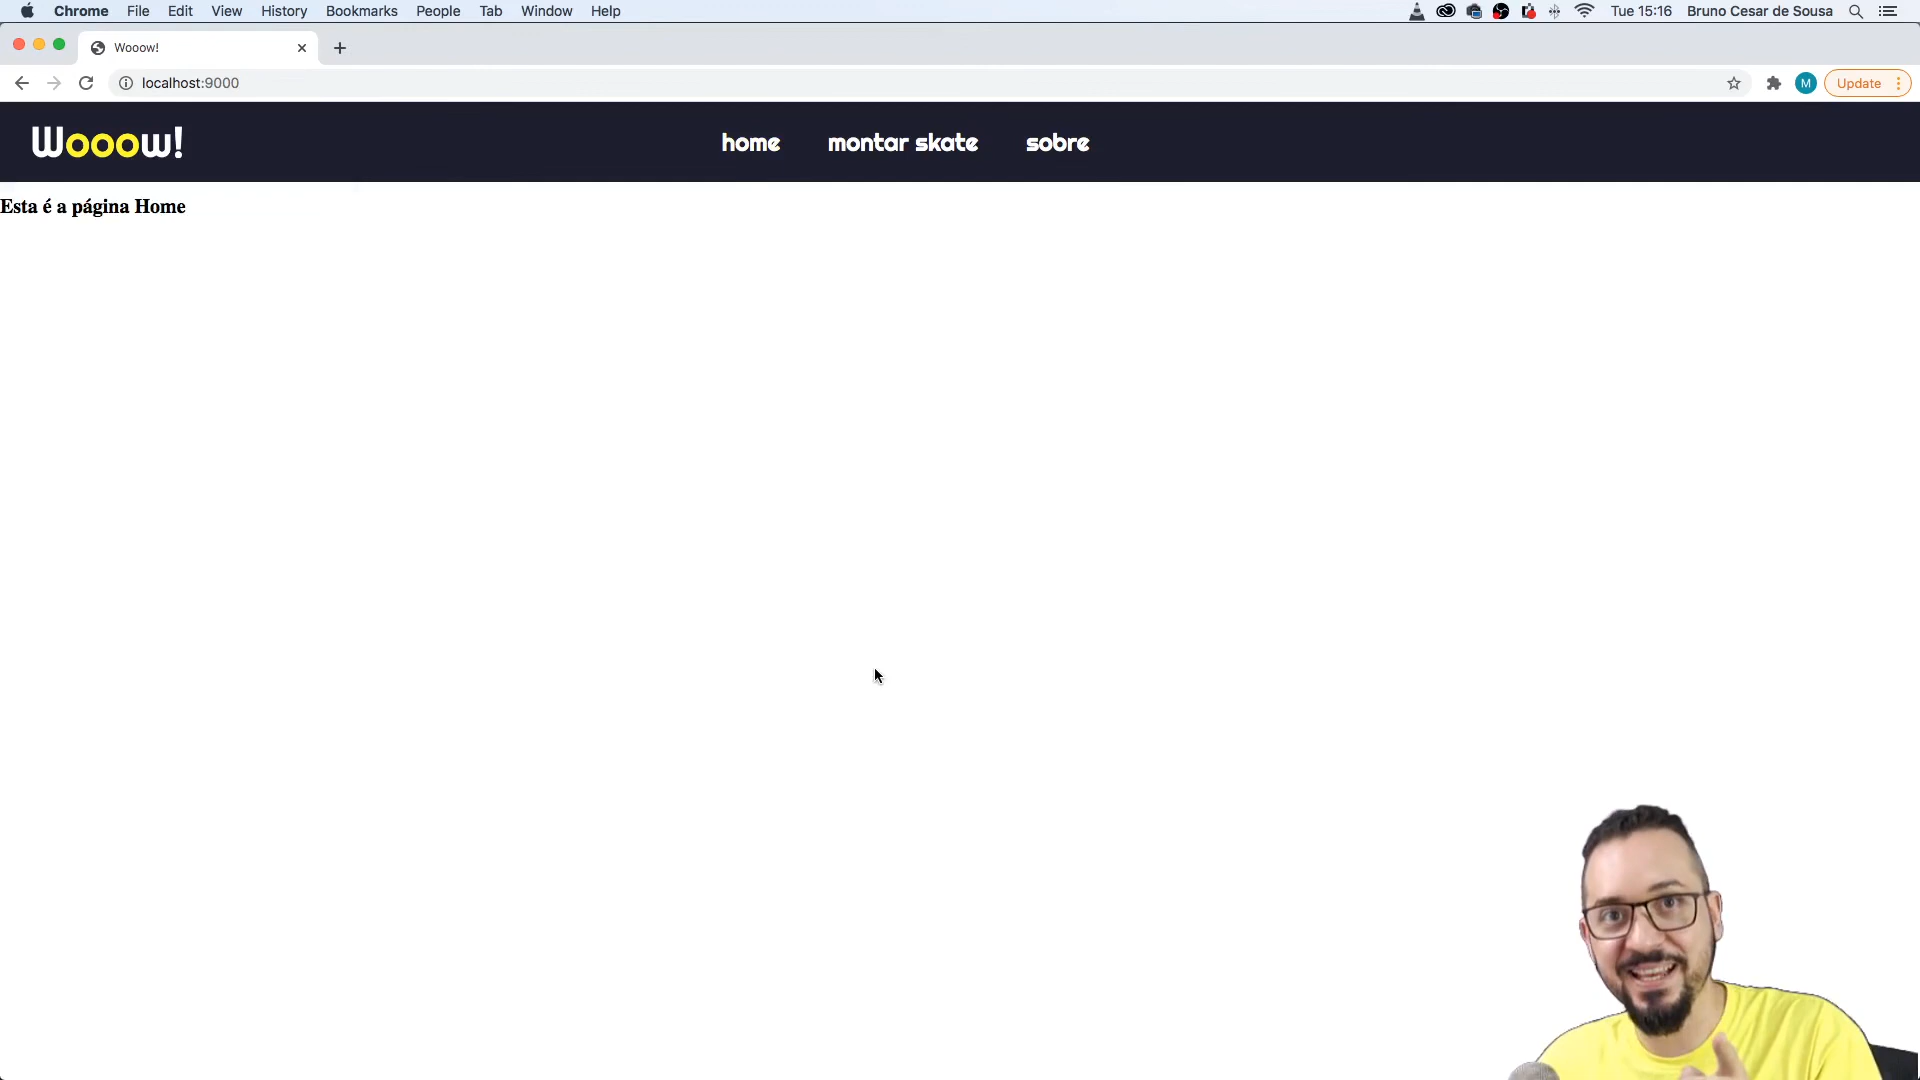 Chrome File Edit View History Bookmarks People Tab Window Help Tue 15:16 Bruno Cesar de Sousa
Wooow!
localhost:9000 M Update
Wooow! home montar skate sobre
Esta é a página Home